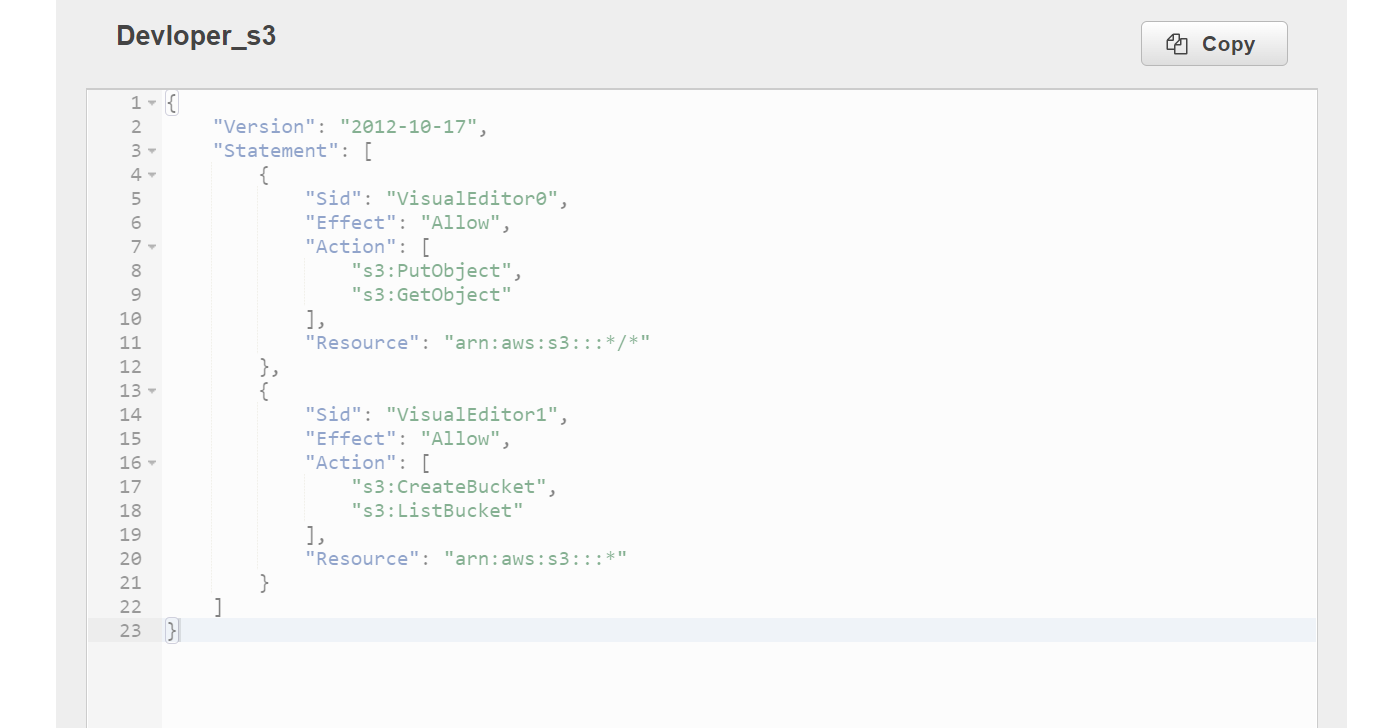 Devloper_s3
Copy
1 {
2     "Version": "2012-10-17",
3     "Statement": [
4         {
5             "Sid": "VisualEditor0",
6             "Effect": "Allow",
7             "Action": [
8                 "s3:PutObject",
9                 "s3:GetObject"
10             ],
11             "Resource": "arn:aws:s3:::*/*"
12         },
13         {
14             "Sid": "VisualEditor1",
15             "Effect": "Allow",
16             "Action": [
17                 "s3:CreateBucket",
18                 "s3:ListBucket"
19             ],
20             "Resource": "arn:aws:s3:::*"
21         }
22     ]
23 }